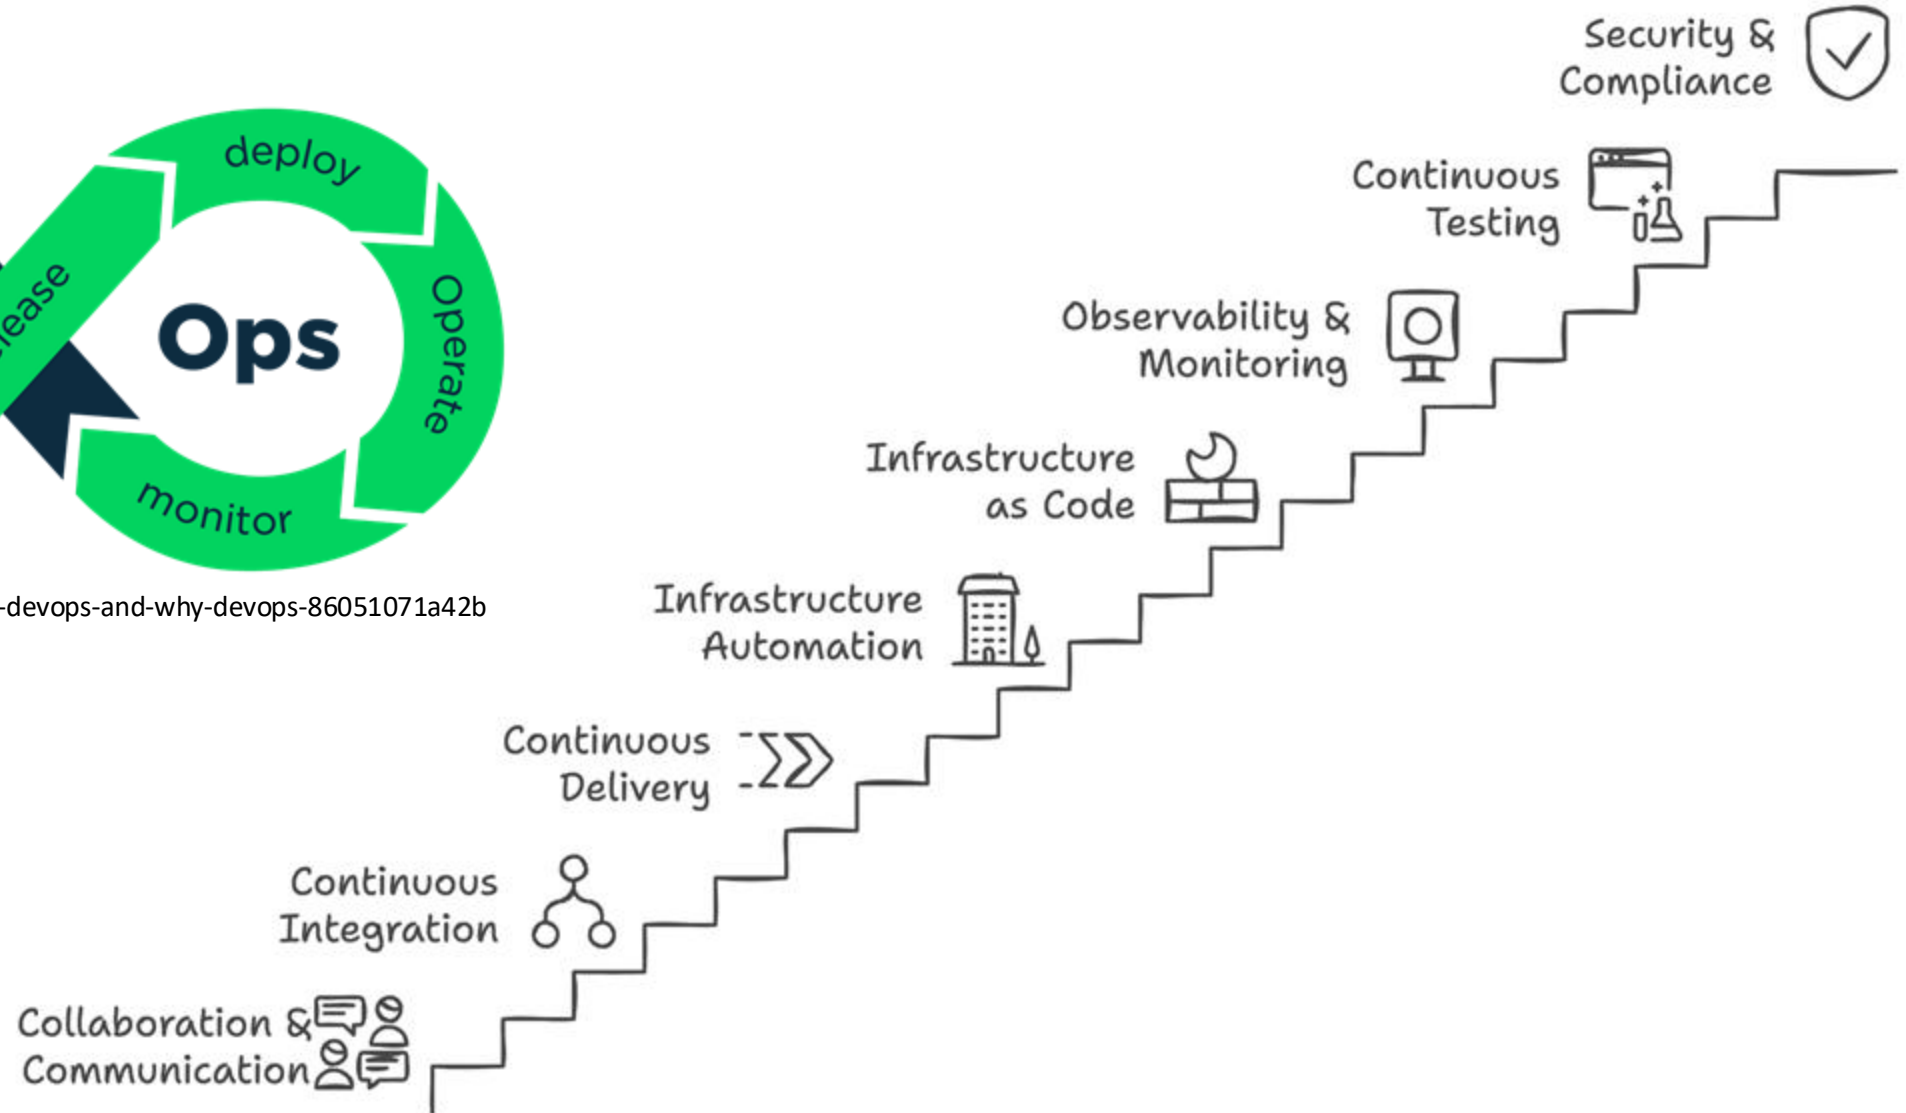 deploy
Operate
monitor
lease
Ops
-devops-and-why-devops-86051071a42b
Security &
Compliance
Continuous
Testing
Observability &
Monitoring
Infrastructure
as Code
Infrastructure
Automation
Continuous
Delivery
Continuous
Integration
Collaboration &
Communication